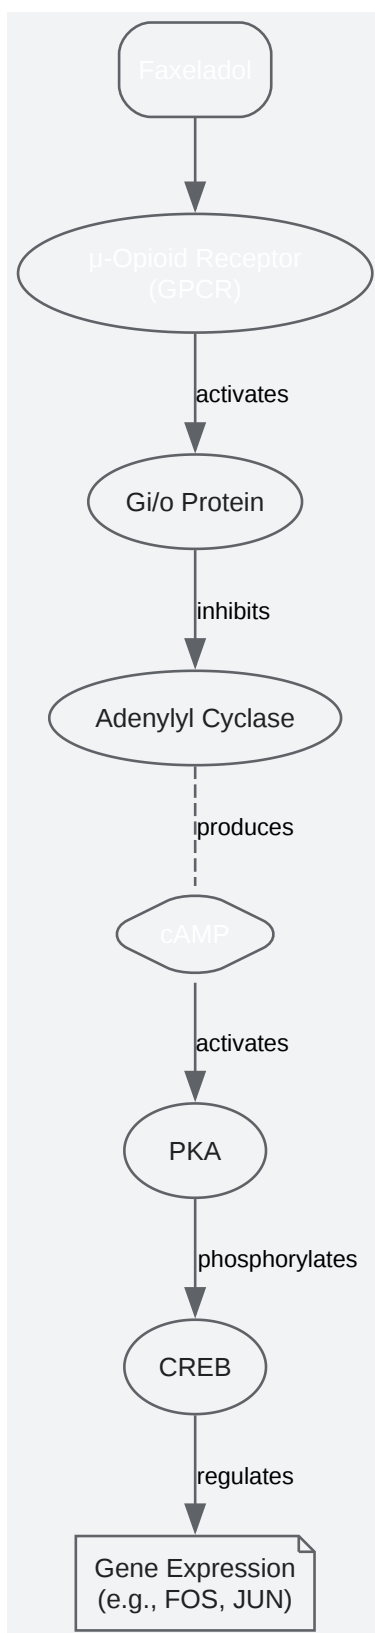 Faxeladol
μ-Opioid Receptor
(GPCR)
activates
Gi/o Protein
inhibits
Adenylyl Cyclase
produces
cAMP
activates
PKA
phosphorylates
CREB
regulates
Gene Expression
(e.g., FOS, JUN)